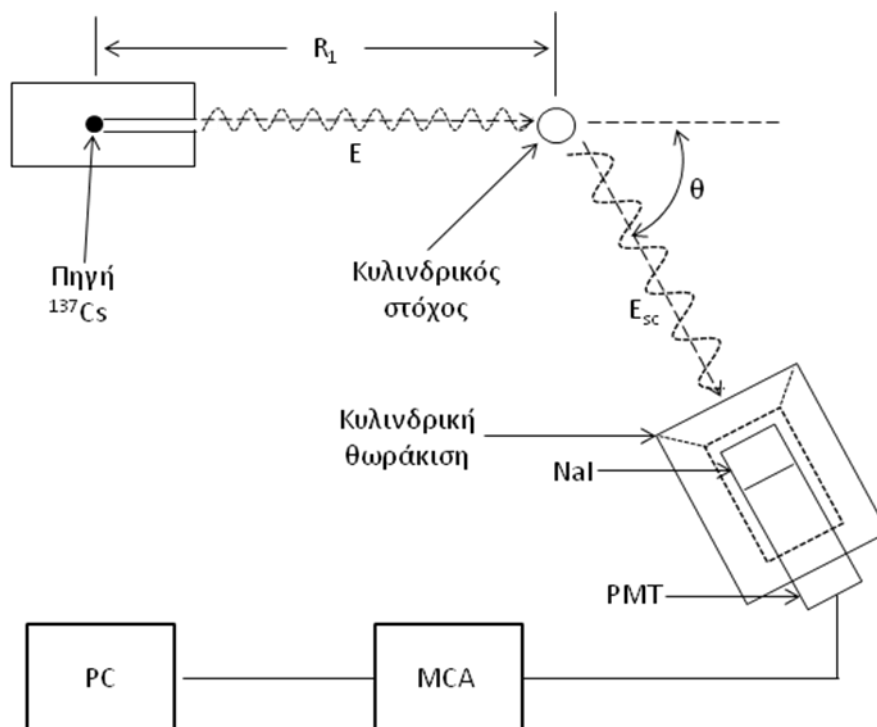 R₁
E
θ
Πηγή
¹³⁷Cs
Κυλινδρικός
στόχος
Esc
Κυλινδρική
θωράκιση
NaI
PMT
PC
MCA